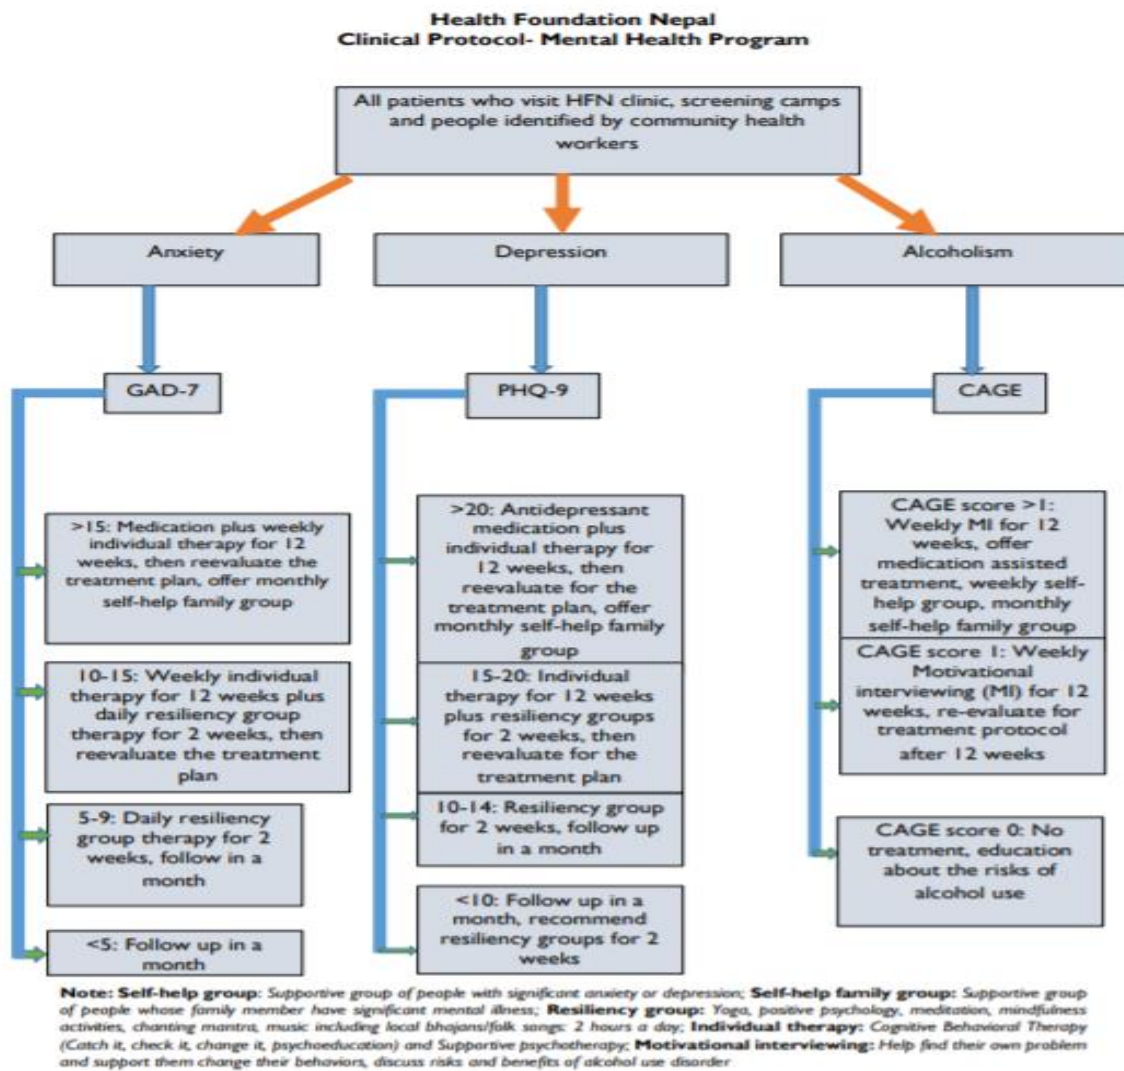 Health Foundation Nepal
Clinical Protocol- Mental Health Program
All patients who visit HFN clinic, screening camps
and people identified by community health
workers
Anxiety
Depression
Alcoholism
GAD-7
PHQ-9
CAGE
>15: Medication plus weekly
individual therapy for 12
weeks, then reevaluate the
treatment plan, offer monthly
self-help family group
10-15: Weekly individual
therapy for 12 weeks plus
daily resiliency group
therapy for 2 weeks, then
reevaluate the treatment
plan
5-9: Daily resiliency
group therapy for 2
weeks, follow in a
month
<5: Follow up in a
month
>20: Antidepressant
medication plus
individual therapy for
12 weeks, then
reevaluate for the
treatment plan, offer
monthly self-help family
group
15-20: Individual
therapy for 12 weeks
plus resiliency groups
for 2 weeks, then
reevaluate for the
treatment plan
10-14: Resiliency group
for 2 weeks, follow up
in a month
<10: Follow up in a
month, recommend
resiliency groups for 2
weeks
CAGE score >1:
Weekly MI for 12
weeks, offer
medication assisted
treatment, weekly self-
help group, monthly
self-help family group
CAGE score 1: Weekly
Motivational
interviewing (MI) for 12
weeks, re-evaluate for
treatment protocol
after 12 weeks
CAGE score 0: No
treatment, education
about the risks of
alcohol use
Note: Self-help group: Supportive group of people with significant anxiety or depression; Self-help family group: Supportive group
of people whose family member have significant mental illness; Resiliency group: Yoga, positive psychology, meditation, mindfulness
activities, chanting mantra, music including local bhajans/folk songs: 2 hours a day; Individual therapy: Cognitive Behavioral Therapy
(Catch it, check it, change it, psychoeducation) and Supportive psychotherapy; Motivational interviewing: Help find their own problem
and support them change their behaviors, discuss risks and benefits of alcohol use disorder